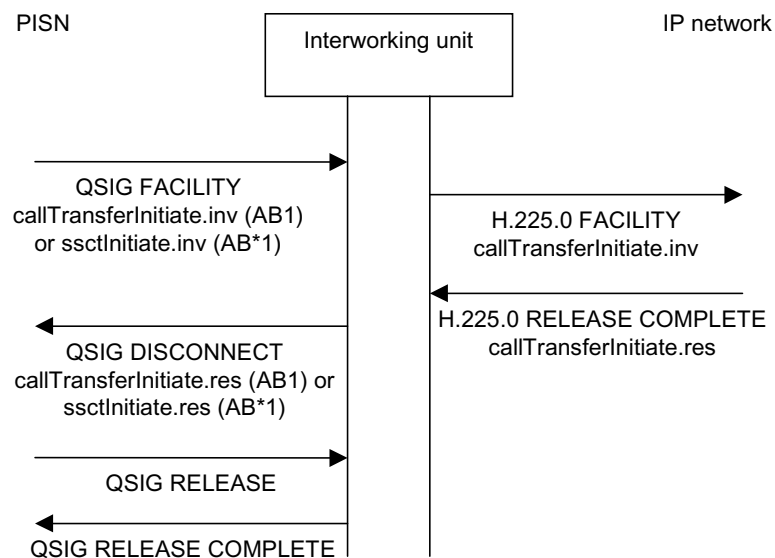 PISN
Interworking unit
IP network
QSIG FACILITY
callTransferInitiate.inv (AB1)
or ssctInitiate.inv (AB*1)
H.225.0 FACILITY
callTransferInitiate.inv
H.225.0 RELEASE COMPLETE
callTransferInitiate.res
QSIG DISCONNECT
callTransferInitiate.res (AB1) or
ssctInitiate.res (AB*1)
QSIG RELEASE
QSIG RELEASE COMPLETE